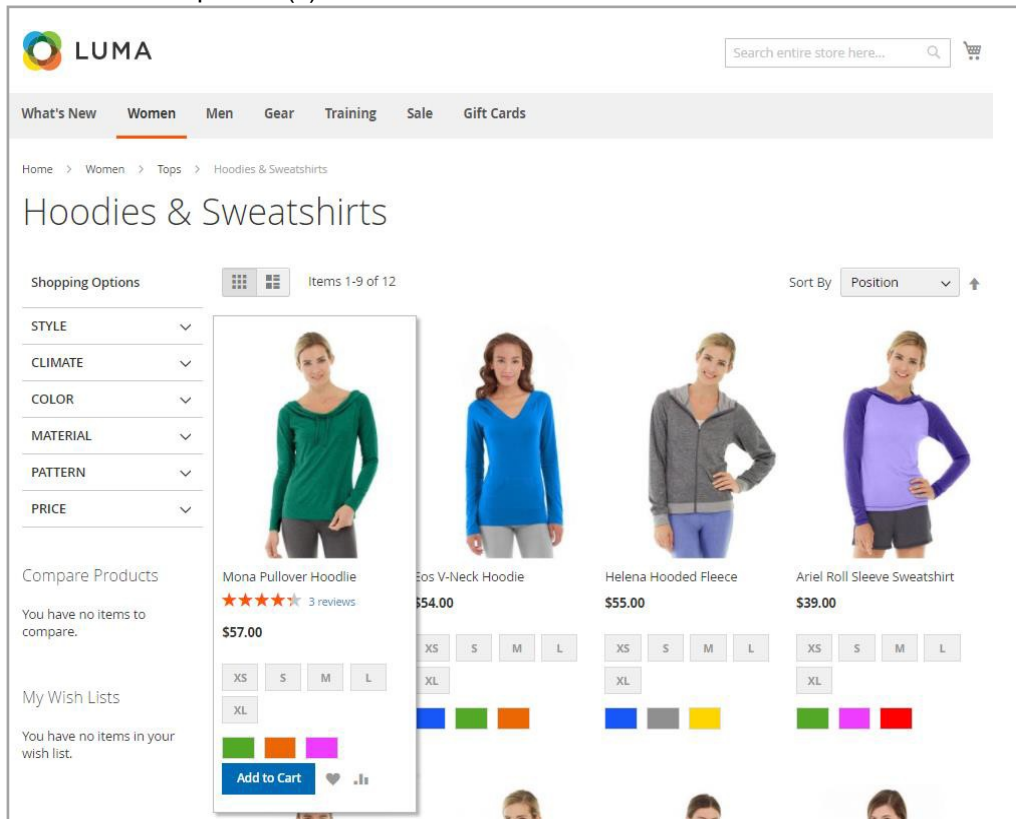 LUMA
Search entire store here...
What's New Women Men Gear Training Sale Gift Cards
Home > Women > Tops > Hoodies & Sweatshirts
Hoodies & Sweatshirts
Shopping Options
Items 1-9 of 12
Sort By Position
STYLE
CLIMATE
COLOR
MATERIAL
PATTERN
PRICE
Compare Products
You have no items to
compare.
My Wish Lists
You have no items in your
wish list.
Mona Pullover Hoodlie
3 reviews
$57.00
XS S M L
XL
Add to Cart
Eos V-Neck Hoodie
$54.00
XS S M L
XL
Helena Hooded Fleece
$55.00
XS S M L
XL
Ariel Roll Sleeve Sweatshirt
$39.00
XS S M L
XL